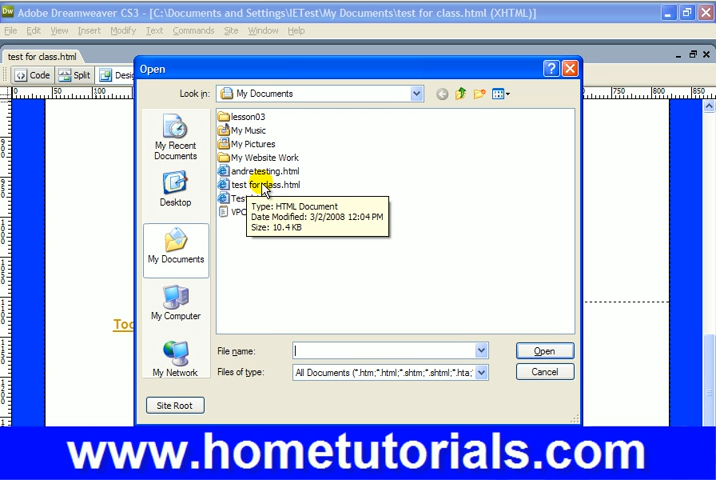 Adobe Dreamweaver CS3 - [C:\Documents and Settings\IETest\My Documents\test for class.html (XHTML)]
File Edit View Insert Modify Text Commands Site Window Help
test for class.html
Code Split
Open
Look in: My Documents
My Recent Documents
Desktop
My Documents
My Computer
My Network
lesson03
My Music
My Pictures
My Website Work
andretesting.html
test for class.html
Type: HTML Document
Date Modified: 3/2/2008 12:04 PM
Size: 10.4 KB
File name:
Open
Files of type: All Documents (*.htm;*.html;*.shtm;*.shtml;*.hta;
Cancel
Site Root
www.hometutorials.com